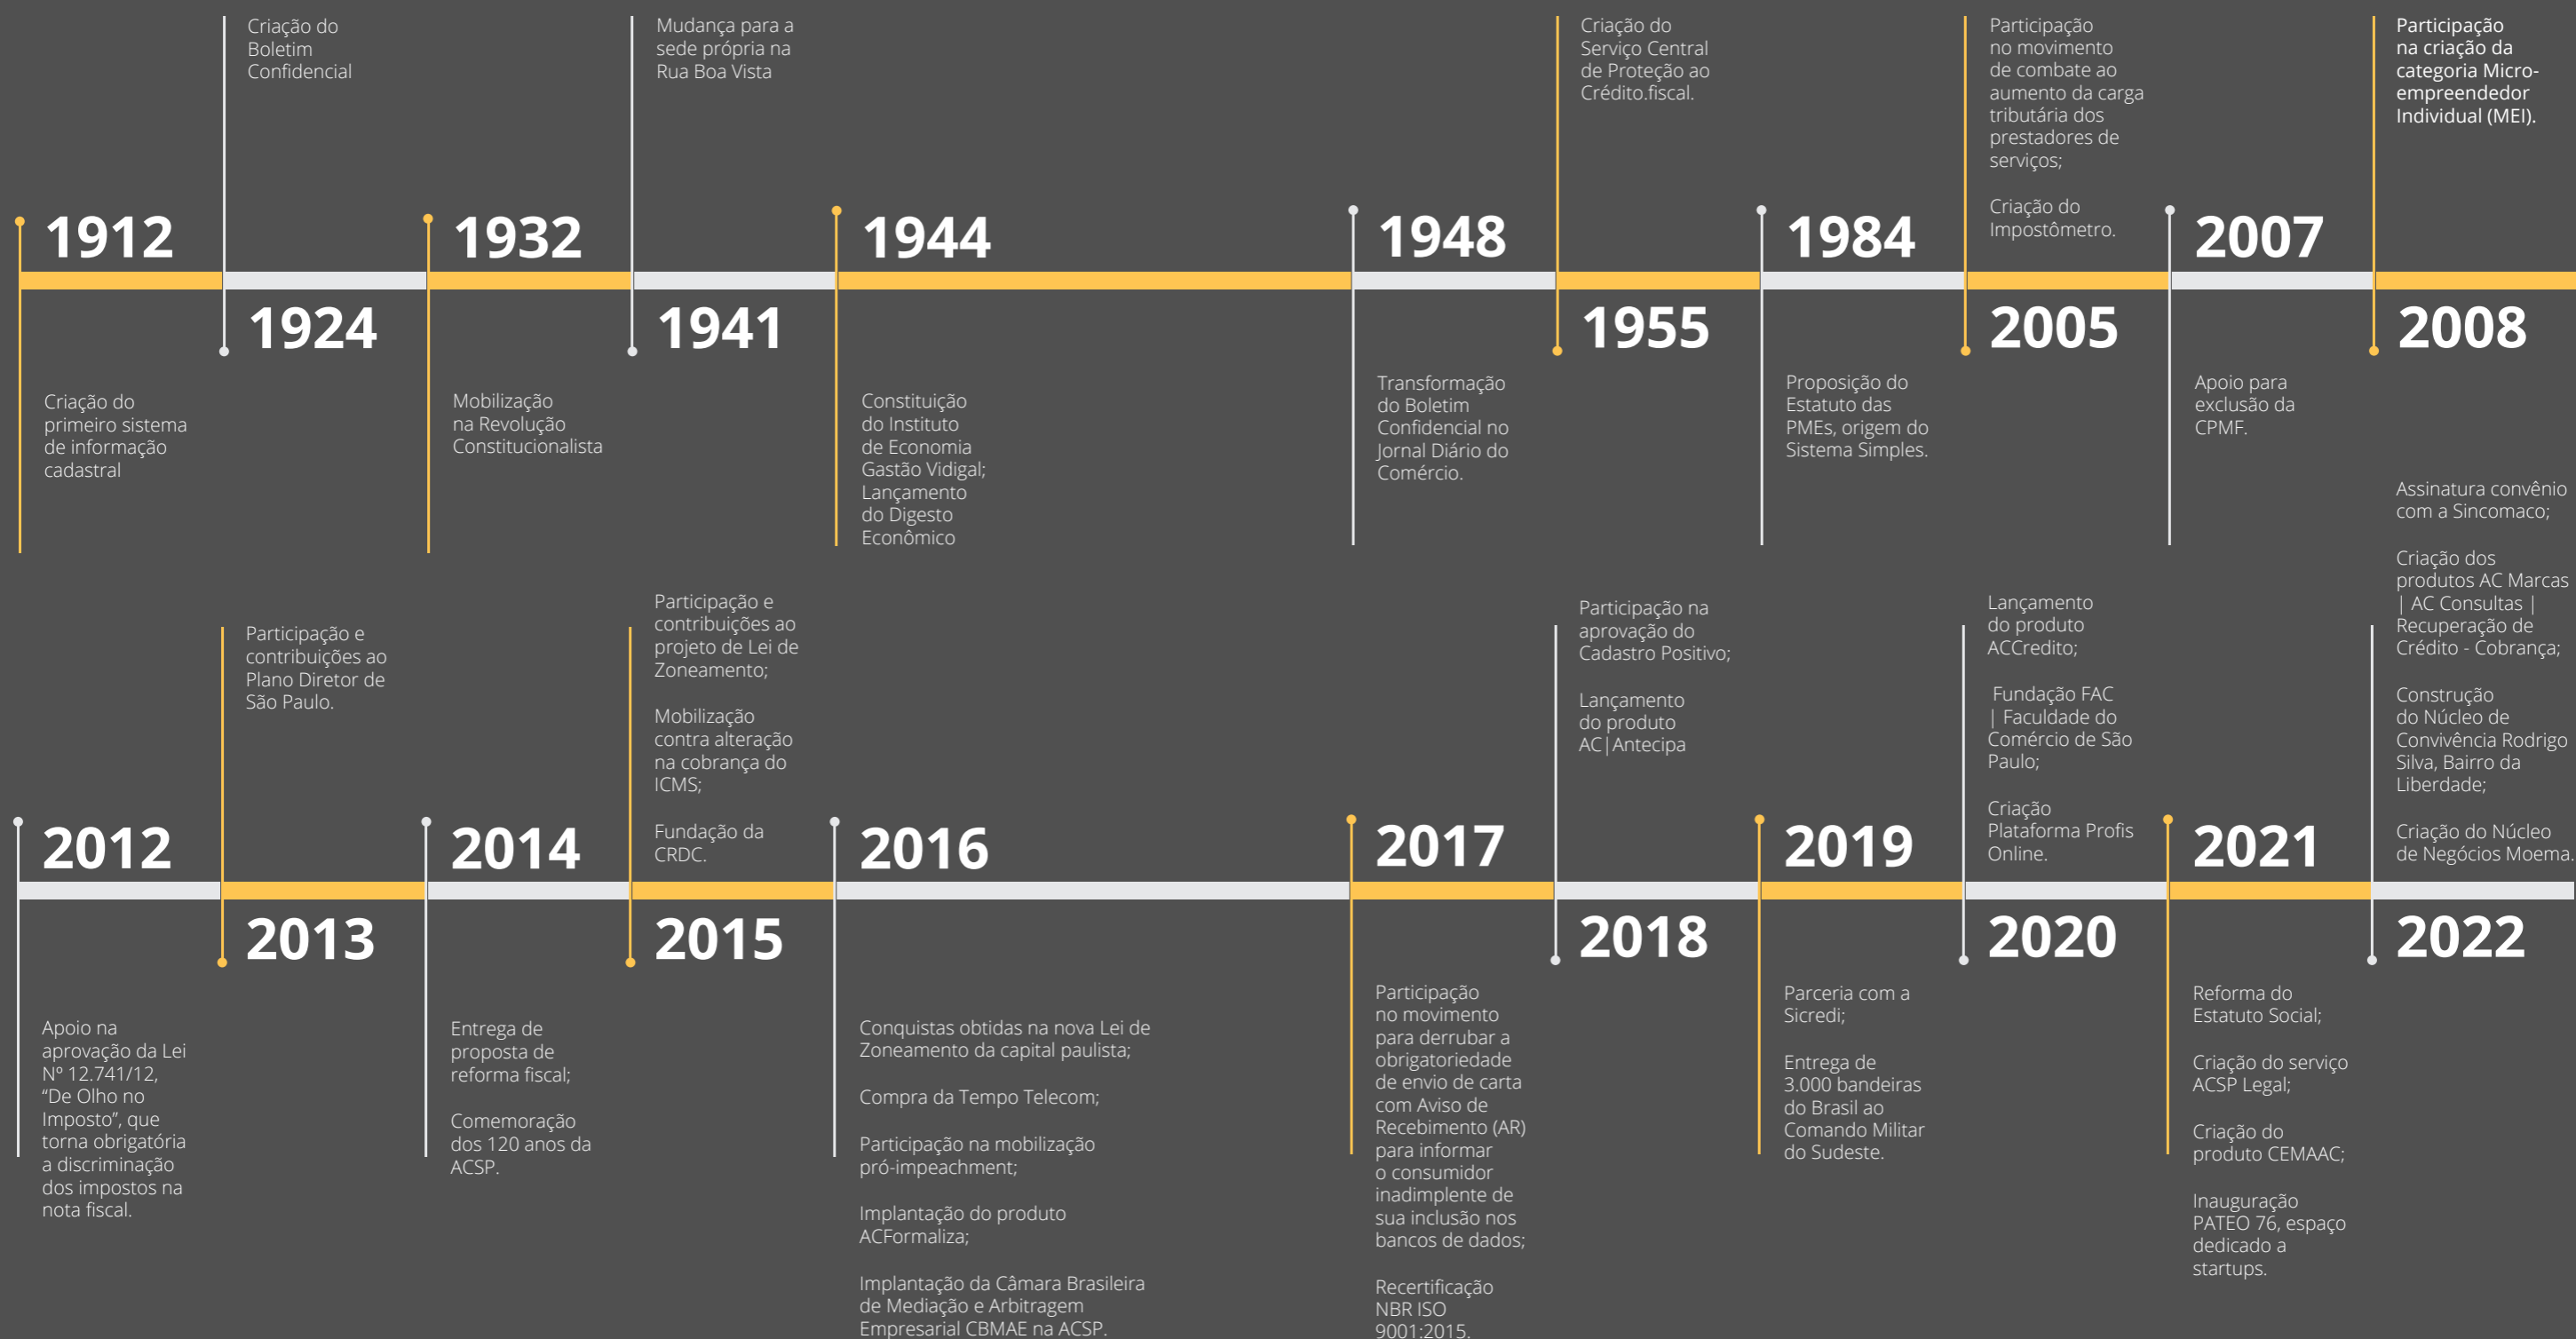 1912
Criação do
primeiro sistema
de informação
cadastral
Criação do
Boletim
Confidencial
1924
1932
Mobilização
na Revolução
Constitucionalista
Mudança para a
sede própria na
Rua Boa Vista
1941
1944
Constituição
do Instituto
de Economia
Gastão Vidigal;
Lançamento
do Digesto
Econômico
1948
Transformação
do Boletim
Confidencial no
Jornal Diário do
Comércio.
Criação do
Serviço Central
de Proteção ao
Crédito.fiscal.
1955
1984
Proposição do
Estatuto das
PMEs, origem do
Sistema Simples.
Participação
no movimento
de combate ao
aumento da carga
tributária dos
prestadores de
serviços;
Criação do
Impostômetro.
2005
2007
Apoio para
exclusão da
CPMF.
Participação
na criação da
categoria Micro-
empreendedor
Individual (MEI).
2008
2012
Apoio na
aprovação da Lei
Nº 12.741/12,
“De Olho no
Imposto”, que
torna obrigatória
a discriminação
dos impostos na
nota fiscal.
Participação e
contribuições ao
Plano Diretor de
São Paulo.
2013
2014
Entrega de
proposta de
reforma fiscal;
Comemoração
dos 120 anos da
ACSP.
Participação e
contribuições ao
projeto de Lei de
Zoneamento;
Mobilização
contra alteração
na cobrança do
ICMS;
Fundação da
CRDC.
2015
2016
Conquistas obtidas na nova Lei de
Zoneamento da capital paulista;
Compra da Tempo Telecom;
Participação na mobilização
pró-impeachment;
Implantação do produto
ACFormaliza;
Implantação da Câmara Brasileira
de Mediação e Arbitragem
Empresarial CBMAE na ACSP.
2017
Participação
no movimento
para derrubar a
obrigatoriedade
de envio de carta
com Aviso de
Recebimento (AR)
para informar
o consumidor
inadimplente de
sua inclusão nos
bancos de dados;
Recertificação
NBR ISO
9001:2015.
Participação na
aprovação do
Cadastro Positivo;
Lançamento
do produto
AC|Antecipa
2018
2019
Parceria com a
Sicredi;
Entrega de
3.000 bandeiras
do Brasil ao
Comando Militar
do Sudeste.
Lançamento
do produto
ACCredito;
Fundação FAC
| Faculdade do
Comércio de São
Paulo;
Criação
Plataforma Profis
Online.
2020
2021
Reforma do
Estatuto Social;
Criação do serviço
ACSP Legal;
Criação do
produto CEMAAC;
Inauguração
PATEO 76, espaço
dedicado a
startups.
Assinatura convênio
com a Sincomaco;
Criação dos
produtos AC Marcas
| AC Consultas |
Recuperação de
Crédito - Cobrança;
Construção
do Núcleo de
Convivência Rodrigo
Silva, Bairro da
Liberdade;
Criação do Núcleo
de Negócios Moema.
2022